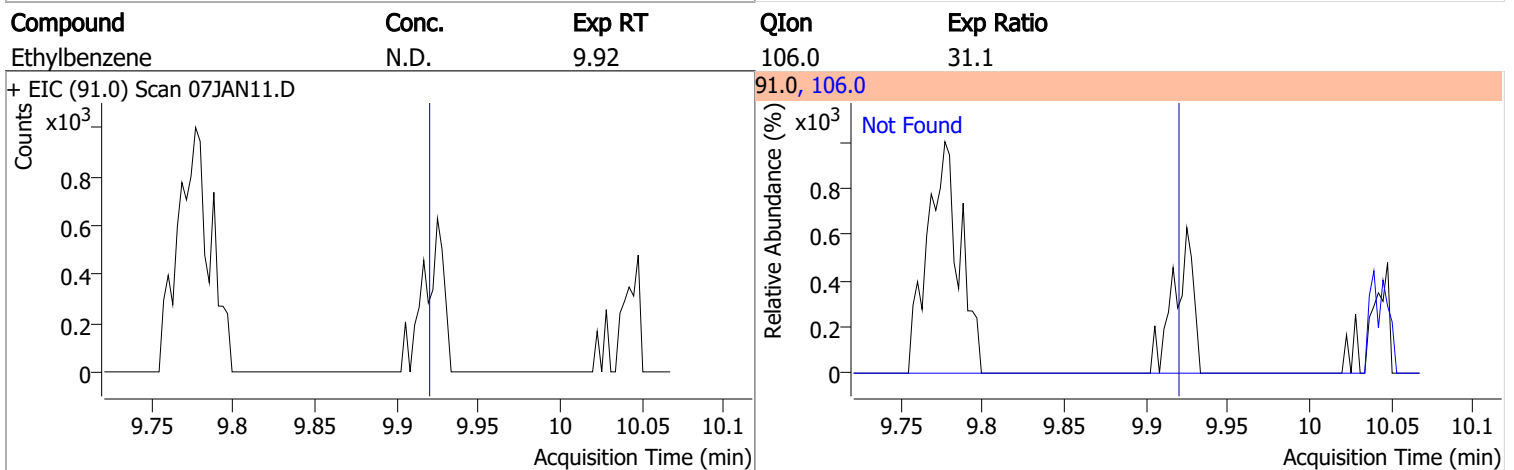 Compound Conc. Exp RT QIon Exp Ratio
Ethylbenzene N.D. 9.92 106.0 31.1
+ EIC (91.0) Scan 07JAN11.D
Counts
x10³
0.8
0.6
0.4
0.2
0
9.75 9.8 9.85 9.9 9.95 10 10.05 10.1
Acquisition Time (min)
91.0, 106.0
Relative Abundance (%)
x10³
Not Found
0.8
0.6
0.4
0.2
0
9.75 9.8 9.85 9.9 9.95 10 10.05 10.1
Acquisition Time (min)